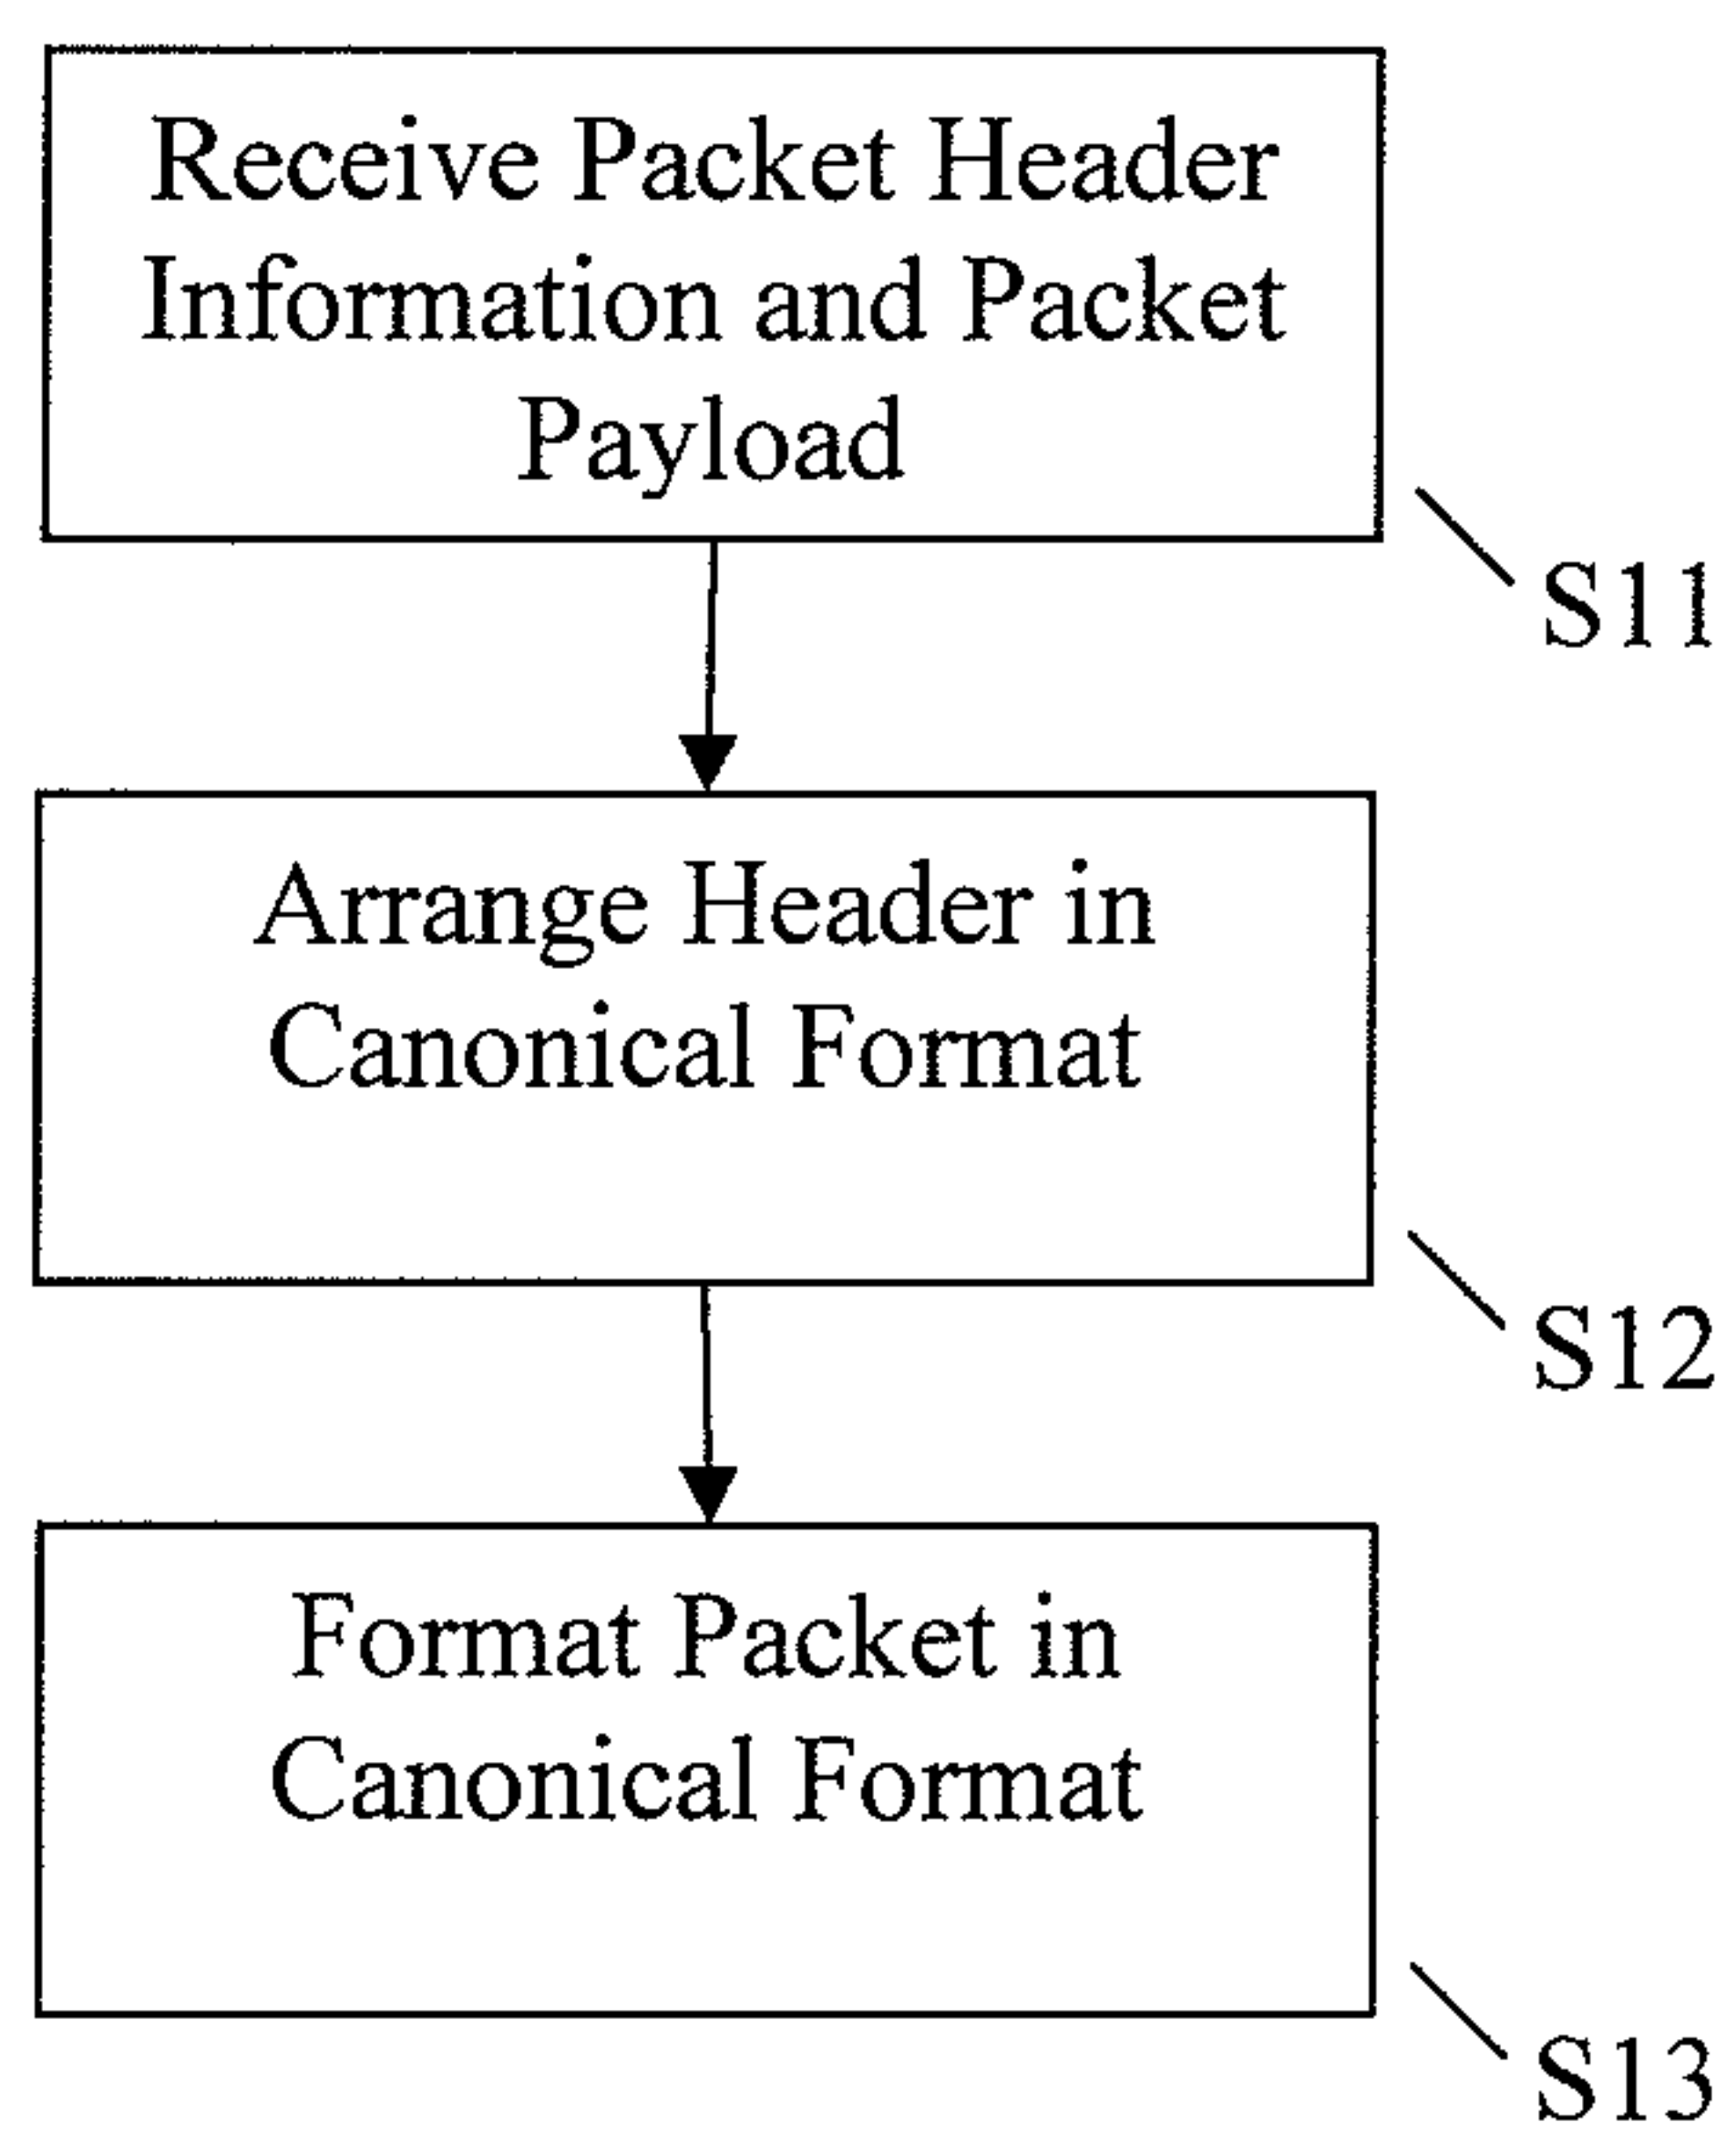 Receive Packet Header
Information and Packet
Payload
S11
Arrange Header in
Canonical Format
S12
Format Packet in
Canonical Format
S13